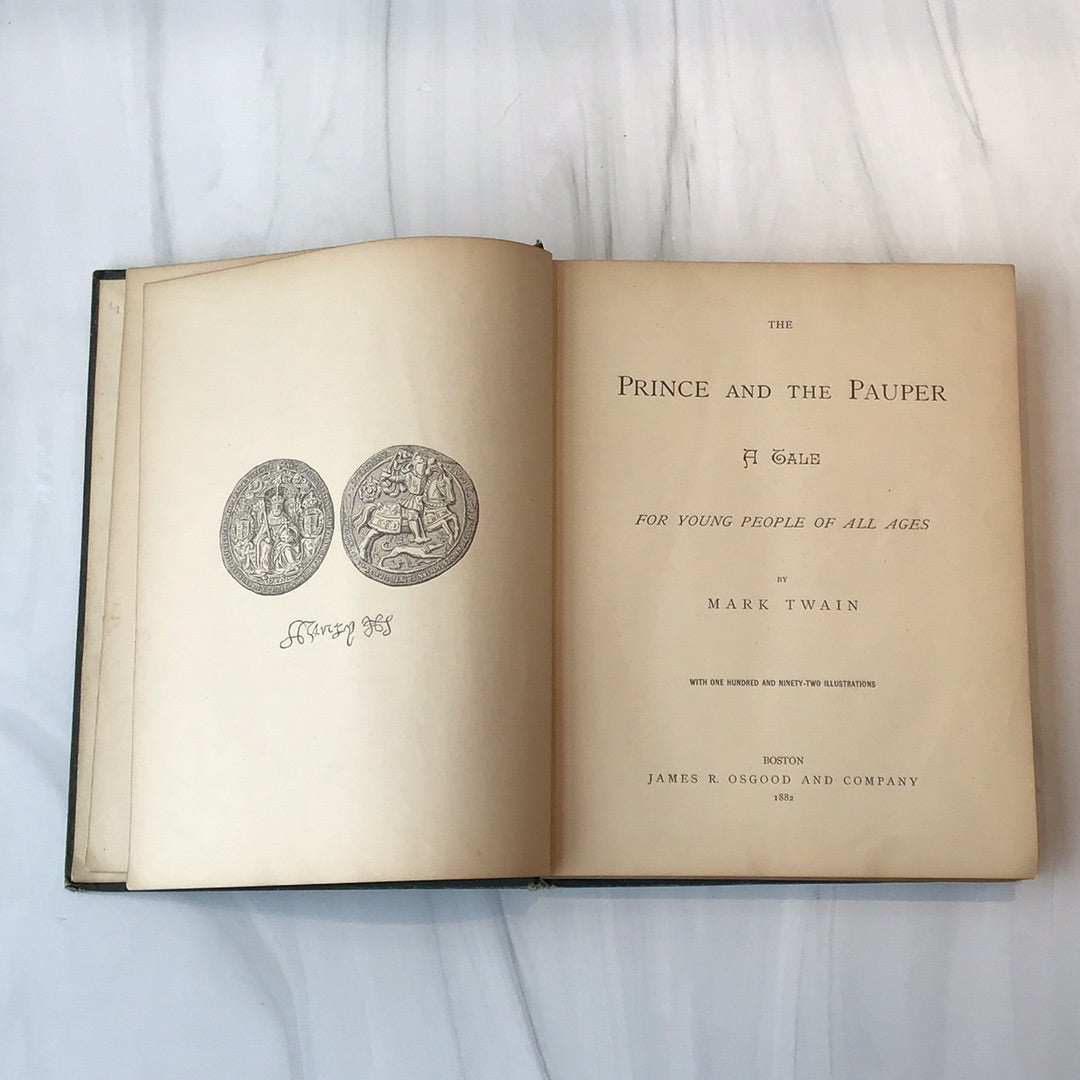 THE
PRINCE AND THE PAUPER
A TALE
FOR YOUNG PEOPLE OF ALL AGES
BY
MARK TWAIN
WITH ONE HUNDRED AND NINETY-TWO ILLUSTRATIONS
BOSTON
JAMES R. OSGOOD AND COMPANY
1882